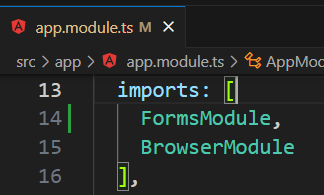 app.module.ts M
src > app > app.module.ts > AppMod
13 imports: [
14 FormsModule,
15 BrowserModule
16 ],